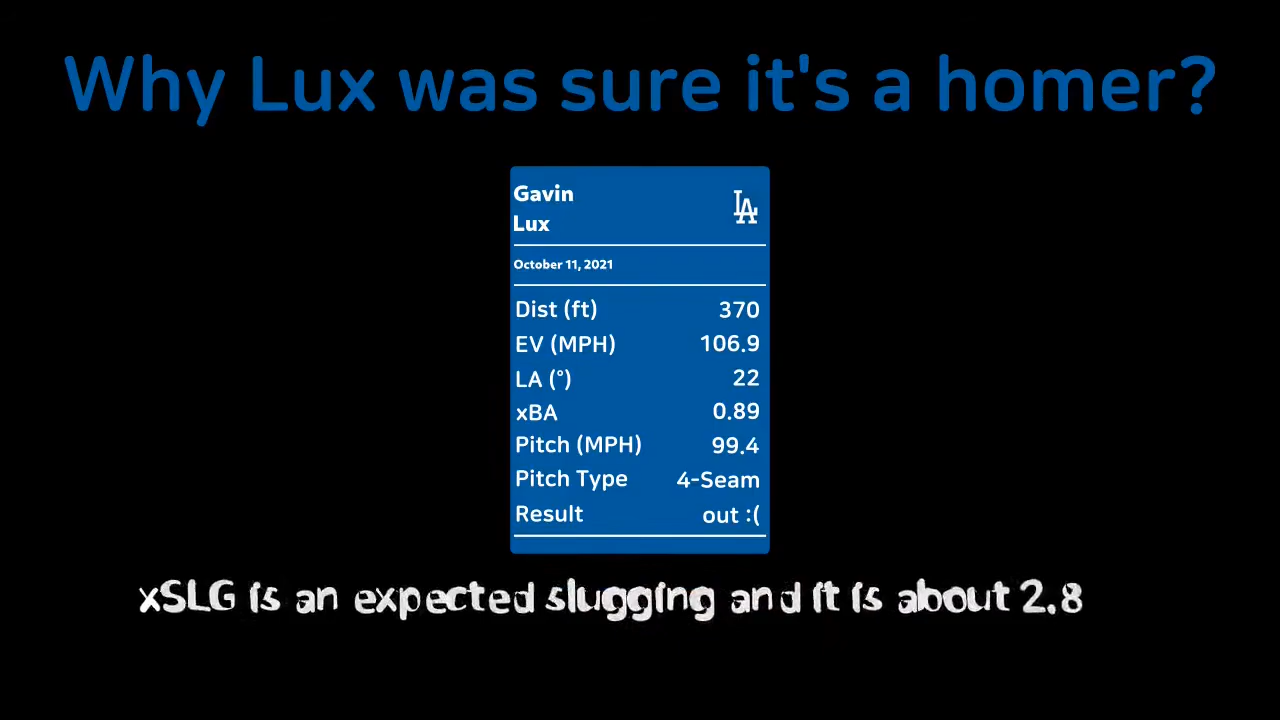 Why Lux was sure it's a homer?
Gavin
Lux
LA
October 11, 2021
Dist (ft) 370
EV (MPH) 106.9
LA (°) 22
xBA 0.89
Pitch (MPH) 99.4
Pitch Type 4-Seam
Result out :(
xSLG is an expected slugging and it is about 2.8